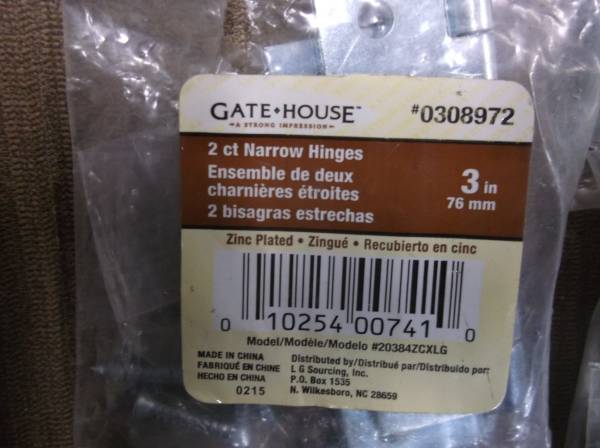 GATE•HOUSE™ #0308972
A STRONG IMPRESSION
2 ct Narrow Hinges
Ensemble de deux
charnières étroites
2 bisagras estrechas
3 in
76 mm
Zinc Plated • Zingué • Recubierto en cinc
0 10254 00741 0
Model/Modèle/Modelo #20384ZCXLG
MADE IN CHINA
FABRIQUÉ EN CHINE
HECHO EN CHINA
0215
Distributed by/Distribué par/Distribuido por:
L G Sourcing, Inc.
P.O. Box 1535
N. Wilkesboro, NC 28659